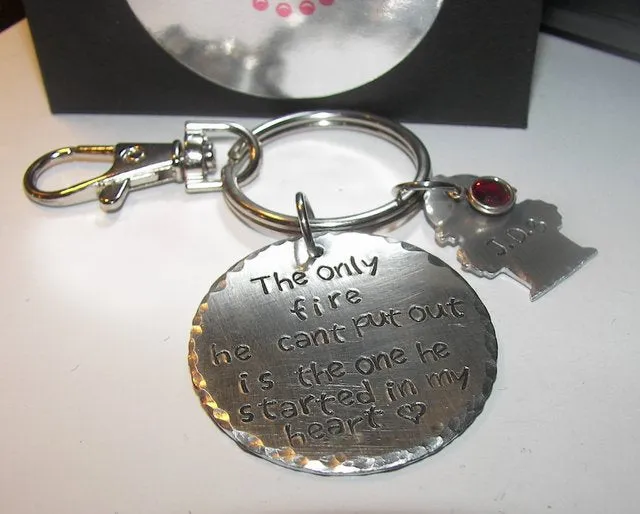 The only
fire
he cant put out
is the one he
started in my
heart ♡
J.D.S